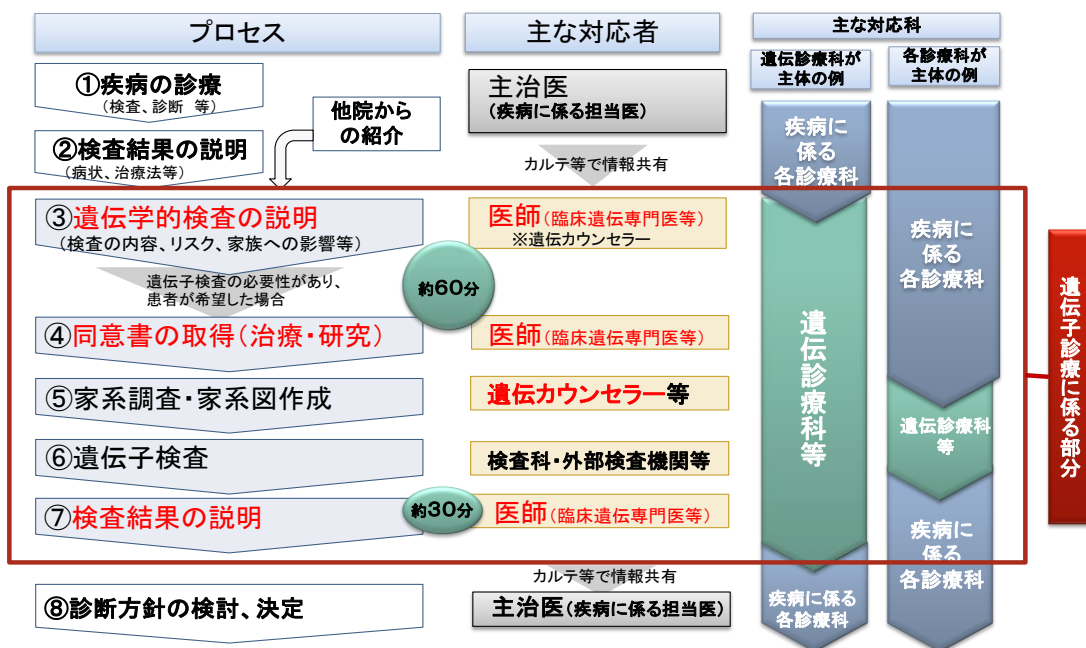 プロセス
主な対応者
主な対応科
遺伝診療科が
主体の例
各診療科が
主体の例
①疾病の診療
(検査、診断 等)
他院から
の紹介
②検査結果の説明
(病状、治療法等)
主治医
(疾病に係る担当医)
カルテ等で情報共有
疾病に
係る
各診療科
③遺伝学的検査の説明
(検査の内容、リスク、家族への影響等)
医師(臨床遺伝専門医等)
※遺伝カウンセラー
遺伝子検査の必要性があり、
患者が希望した場合
約60分
④同意書の取得(治療・研究)
医師(臨床遺伝専門医等)
⑤家系調査・家系図作成
遺伝カウンセラー等
⑥遺伝子検査
検査科・外部検査機関等
⑦検査結果の説明
約30分
医師(臨床遺伝専門医等)
遺伝診療科等
疾病に
係る
各診療科
遺伝診療科
等
疾病に
係る
各診療科
遺伝子診療に係る部分
カルテ等で情報共有
⑧診断方針の検討、決定
主治医(疾病に係る担当医)
疾病に係る
各診療科